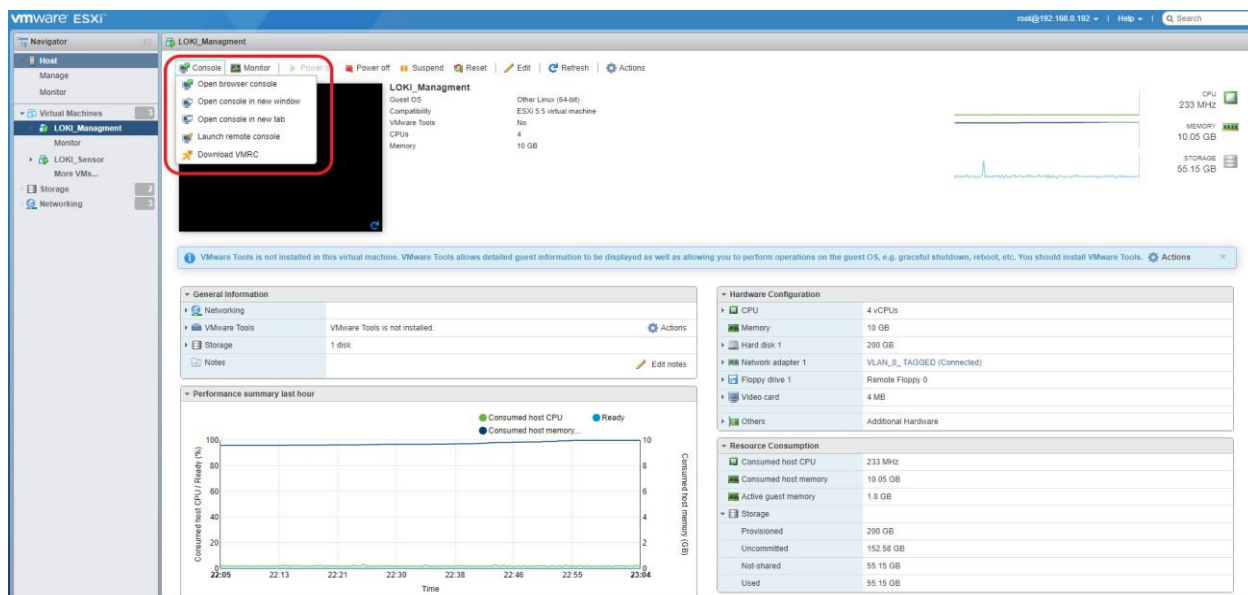 vmware ESXi
root@192.168.0.192 | Help | Search
Navigator
Host
Manage
Monitor
Virtual Machines 3
LOKI_Managment
Monitor
LOKI_Sensor
More VMs...
Storage 2
Networking 3
LOKI_Managment
Console Monitor Power off Suspend Reset Edit Refresh Actions
Open browser console
Open console in new window
Open console in new tab
Launch remote console
Download VMRC
LOKI_Managment
Guest OS Other Linux (64-bit)
Compatibility ESXi 5.5 virtual machine
VMware Tools No
CPUs 4
Memory 10 GB
CPU
233 MHz
MEMORY
10.05 GB
STORAGE
55.15 GB
VMware Tools is not installed in this virtual machine. VMware Tools allows detailed guest information to be displayed as well as allowing you to perform operations on the guest OS, e.g. graceful shutdown, reboot, etc. You should install VMware Tools. Actions
General Information
Networking
VMware Tools VMware Tools is not installed. Actions
Storage 1 disk
Notes Edit notes
Performance summary last hour
Consumed host CPU Ready
Consumed host memory...
Consumed host CPU / Ready (%)
100
80
60
40
20
0
10
8
6
4
2
0
Consumed host memory (GB)
22:05 22:13 22:21 22:30 22:38 22:46 22:55 23:04
Time
Hardware Configuration
CPU 4 vCPUs
Memory 10 GB
Hard disk 1 200 GB
Network adapter 1 VLAN_0_ TAGGED (Connected)
Floppy drive 1 Remote Floppy 0
Video card 4 MB
Others Additional Hardware
Resource Consumption
Consumed host CPU 233 MHz
Consumed host memory 10.05 GB
Active guest memory 1.8 GB
Storage
Provisioned 200 GB
Uncommitted 152.58 GB
Not-shared 55.15 GB
Used 55.15 GB